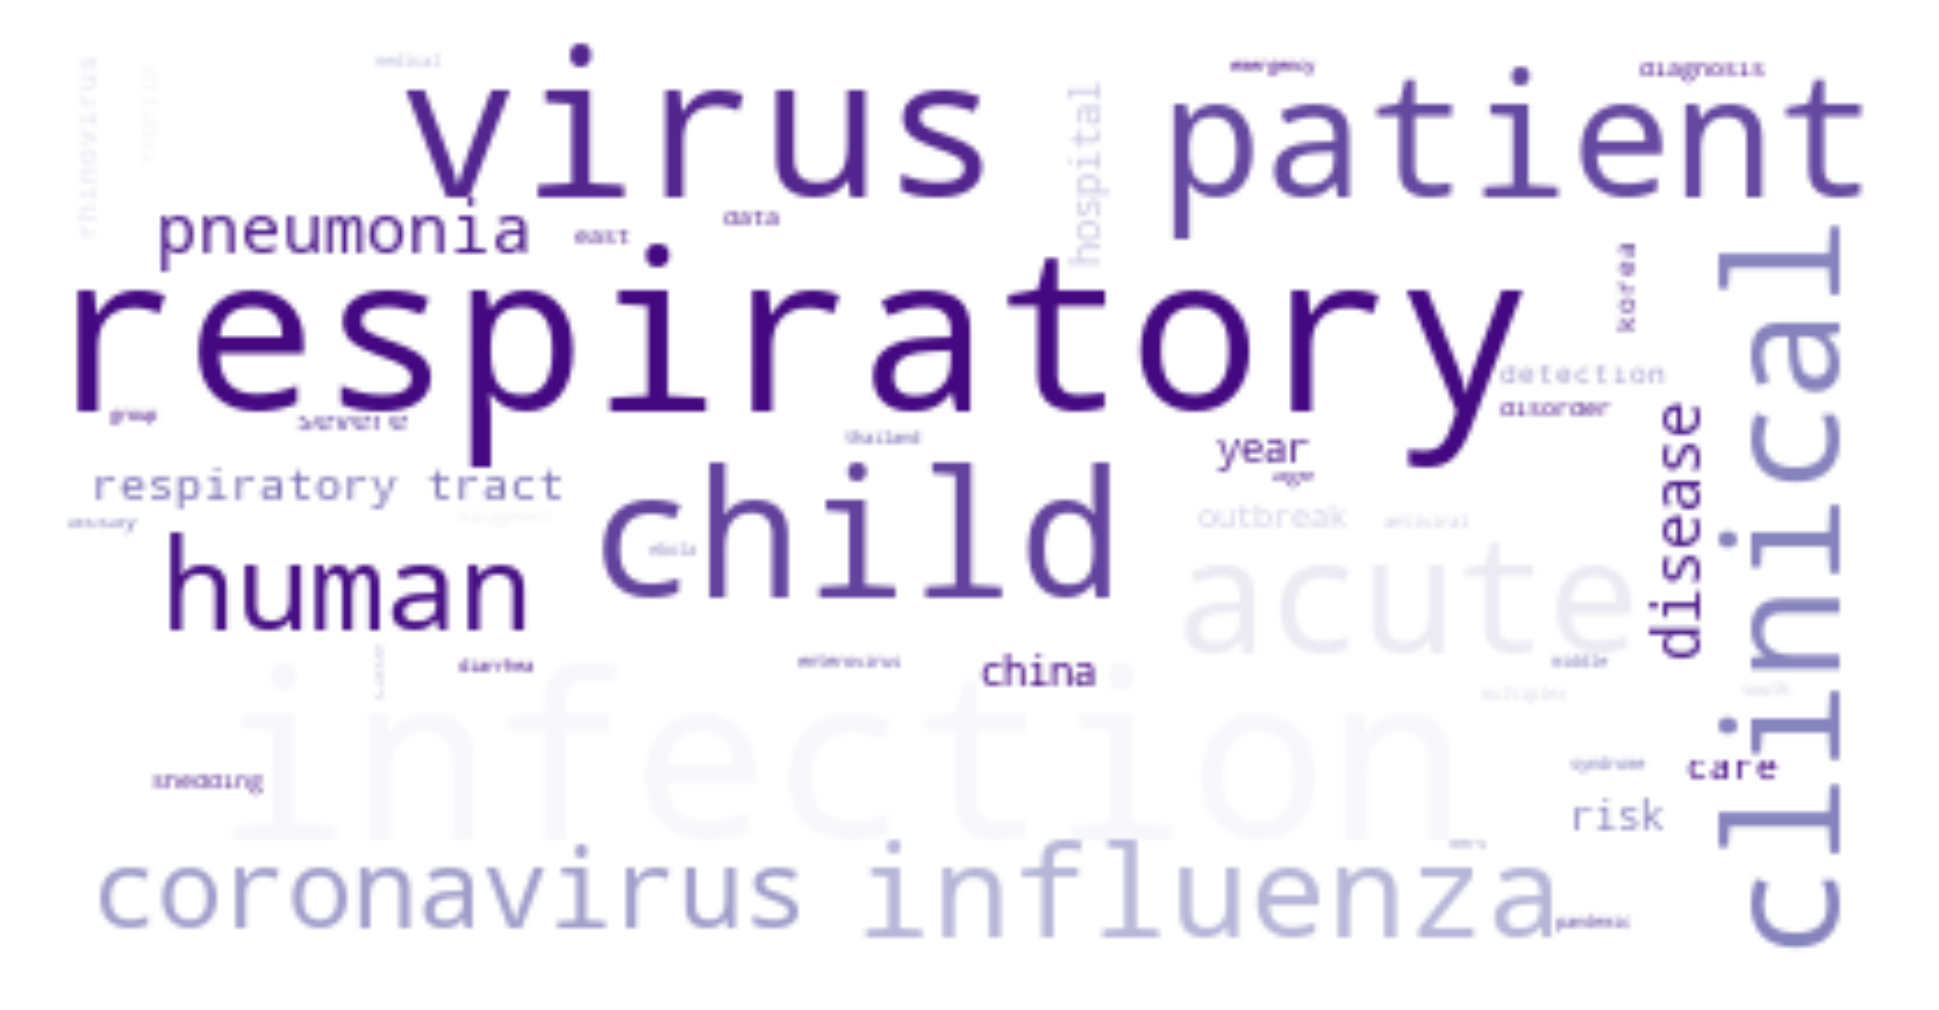 medical
virus
emergency
diagnosis
patient
rhinovirus
hospital
pneumonia
east
data
korea
respiratory
detection
disorder
group
severe
thailand
year
respiratory tract
child
disease
clinical
outbreak
antiviral
human
ebola
acute
diarrhea
enterovirus
china
middle
infection
multiplex
south
shedding
syndrome
care
risk
coronavirus
influenza
pandemic